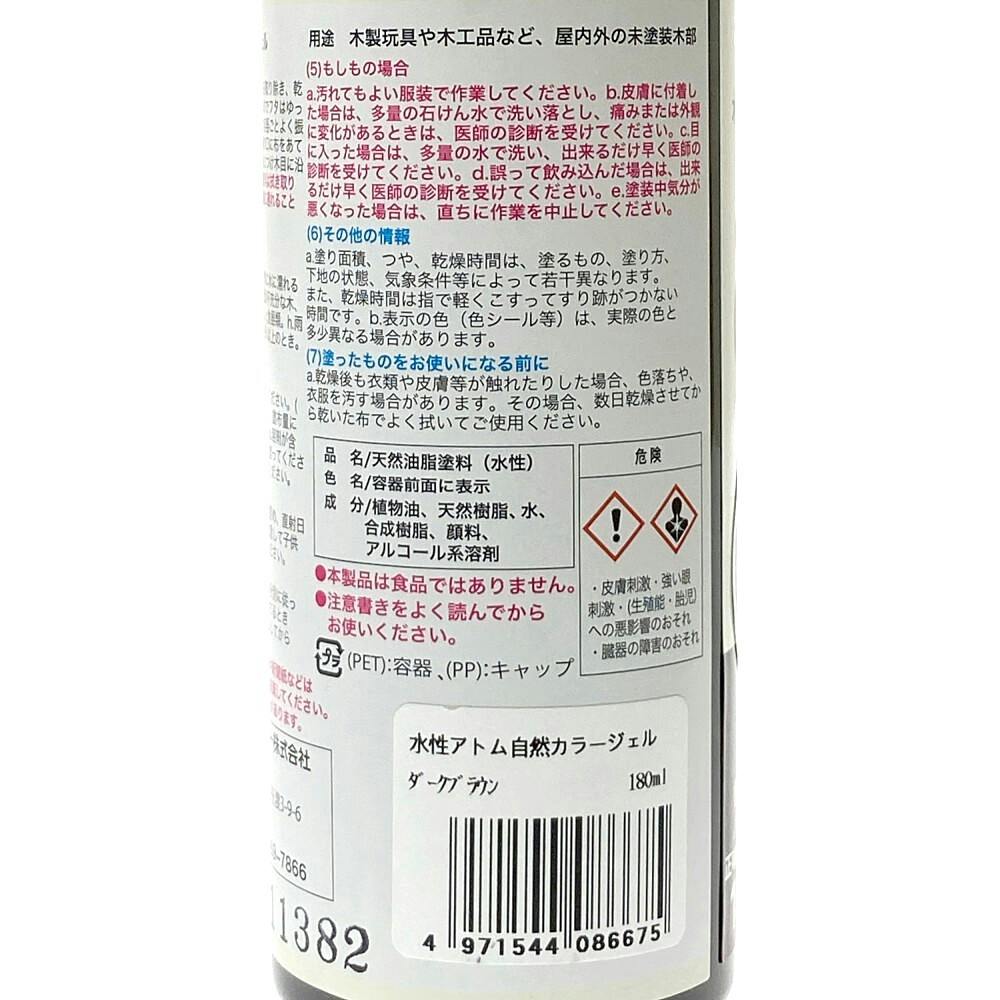 用途　木製玩具や木工品など、屋内外の未塗装木部
(5)もしもの場合
a.汚れてもよい服装で作業してください。b.皮膚に付着し
た場合は、多量の石けん水で洗い落とし、痛みまたは外観
に変化があるときは、医師の診断を受けてください。c.目
に入った場合は、多量の水で洗い、出来るだけ早く医師の
診断を受けてください。d.誤って飲み込んだ場合は、出来
るだけ早く医師の診断を受けてください。e.塗装中気分が
悪くなった場合は、直ちに作業を中止してください。
(6)その他の情報
a.塗り面積、つや、乾燥時間は、塗るもの、塗り方、
下地の状態、気象条件等によって若干異なります。
また、乾燥時間は指で軽くこすってすり跡がつかない
時間です。b.表示の色（色シール等）は、実際の色と
多少異なる場合があります。
(7)塗ったものをお使いになる前に
a.乾燥後も衣類や皮膚等が触れたりした場合、色落ちや、
衣服を汚す場合があります。その場合、数日乾燥させてか
ら乾いた布でよく拭いてご使用ください。
品　名/天然油脂塗料（水性）
色　名/容器前面に表示
成　分/植物油、天然樹脂、水、
合成樹脂、顔料、
アルコール系溶剤
危険
・皮膚刺激・強い眼
刺激・(生殖能・胎児)
への悪影響のおそれ
・臓器の障害のおそれ
●本製品は食品ではありません。
●注意書きをよく読んでから
お使いください。
プラ (PET):容器、(PP):キャップ
株式会社
3-9-6
-7866
11382
水性アトム自然カラージェル
ダークブラウン 180ml
4 971544 086675